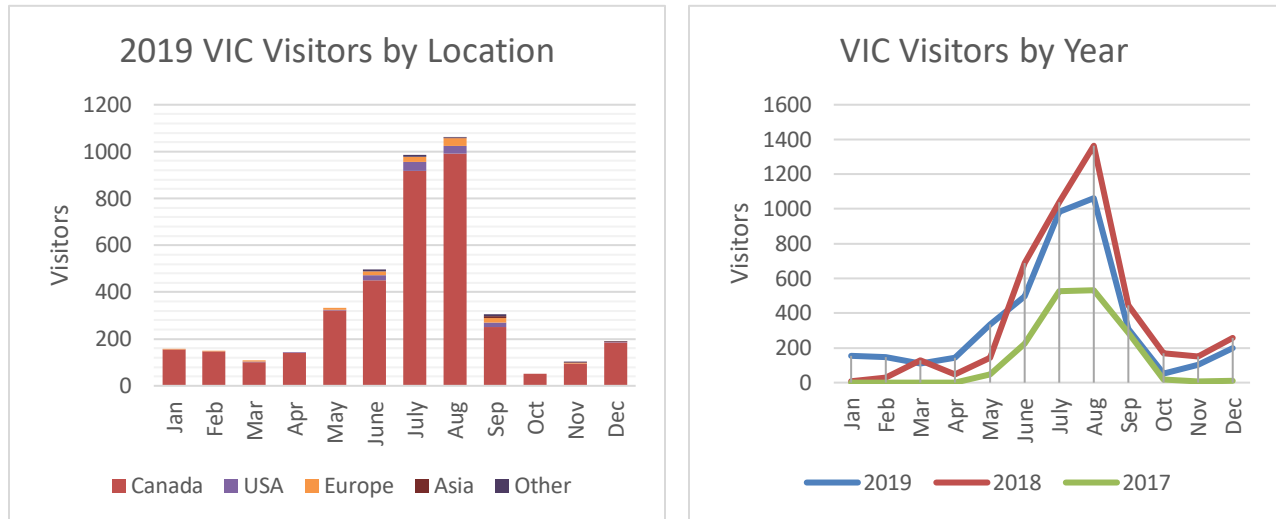 2019 VIC Visitors by Location
1200
1000
800
600
400
200
0
Visitors
Jan Feb Mar Apr May June July Aug Sep Oct Nov Dec
Canada USA Europe Asia Other
VIC Visitors by Year
1600
1400
1200
1000
800
600
400
200
0
Visitors
Jan Feb Mar Apr May June July Aug Sep Oct Nov Dec
2019 2018 2017